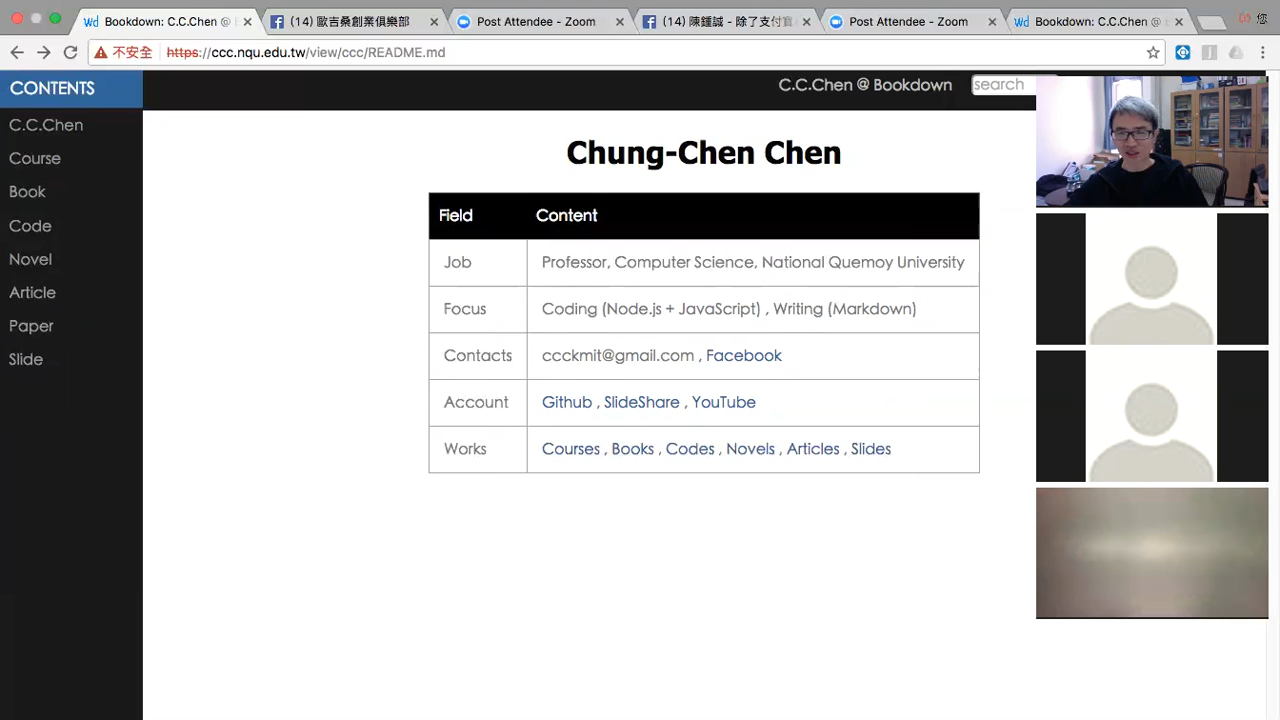 Bookdown: C.C.Chen @
(14) 歐吉桑創業俱樂部
Post Attendee - Zoom
(14) 陳鍾誠 - 除了支付寶
Post Attendee - Zoom
Bookdown: C.C.Chen @
不安全 https://ccc.nqu.edu.tw/view/ccc/README.md
CONTENTS
C.C.Chen @ Bookdown
search
C.C.Chen
Course
Book
Code
Novel
Article
Paper
Slide
Chung-Chen Chen
Field Content
Job Professor, Computer Science, National Quemoy University
Focus Coding (Node.js + JavaScript) , Writing (Markdown)
Contacts ccckmit@gmail.com , Facebook
Account Github , SlideShare , YouTube
Works Courses , Books , Codes , Novels , Articles , Slides